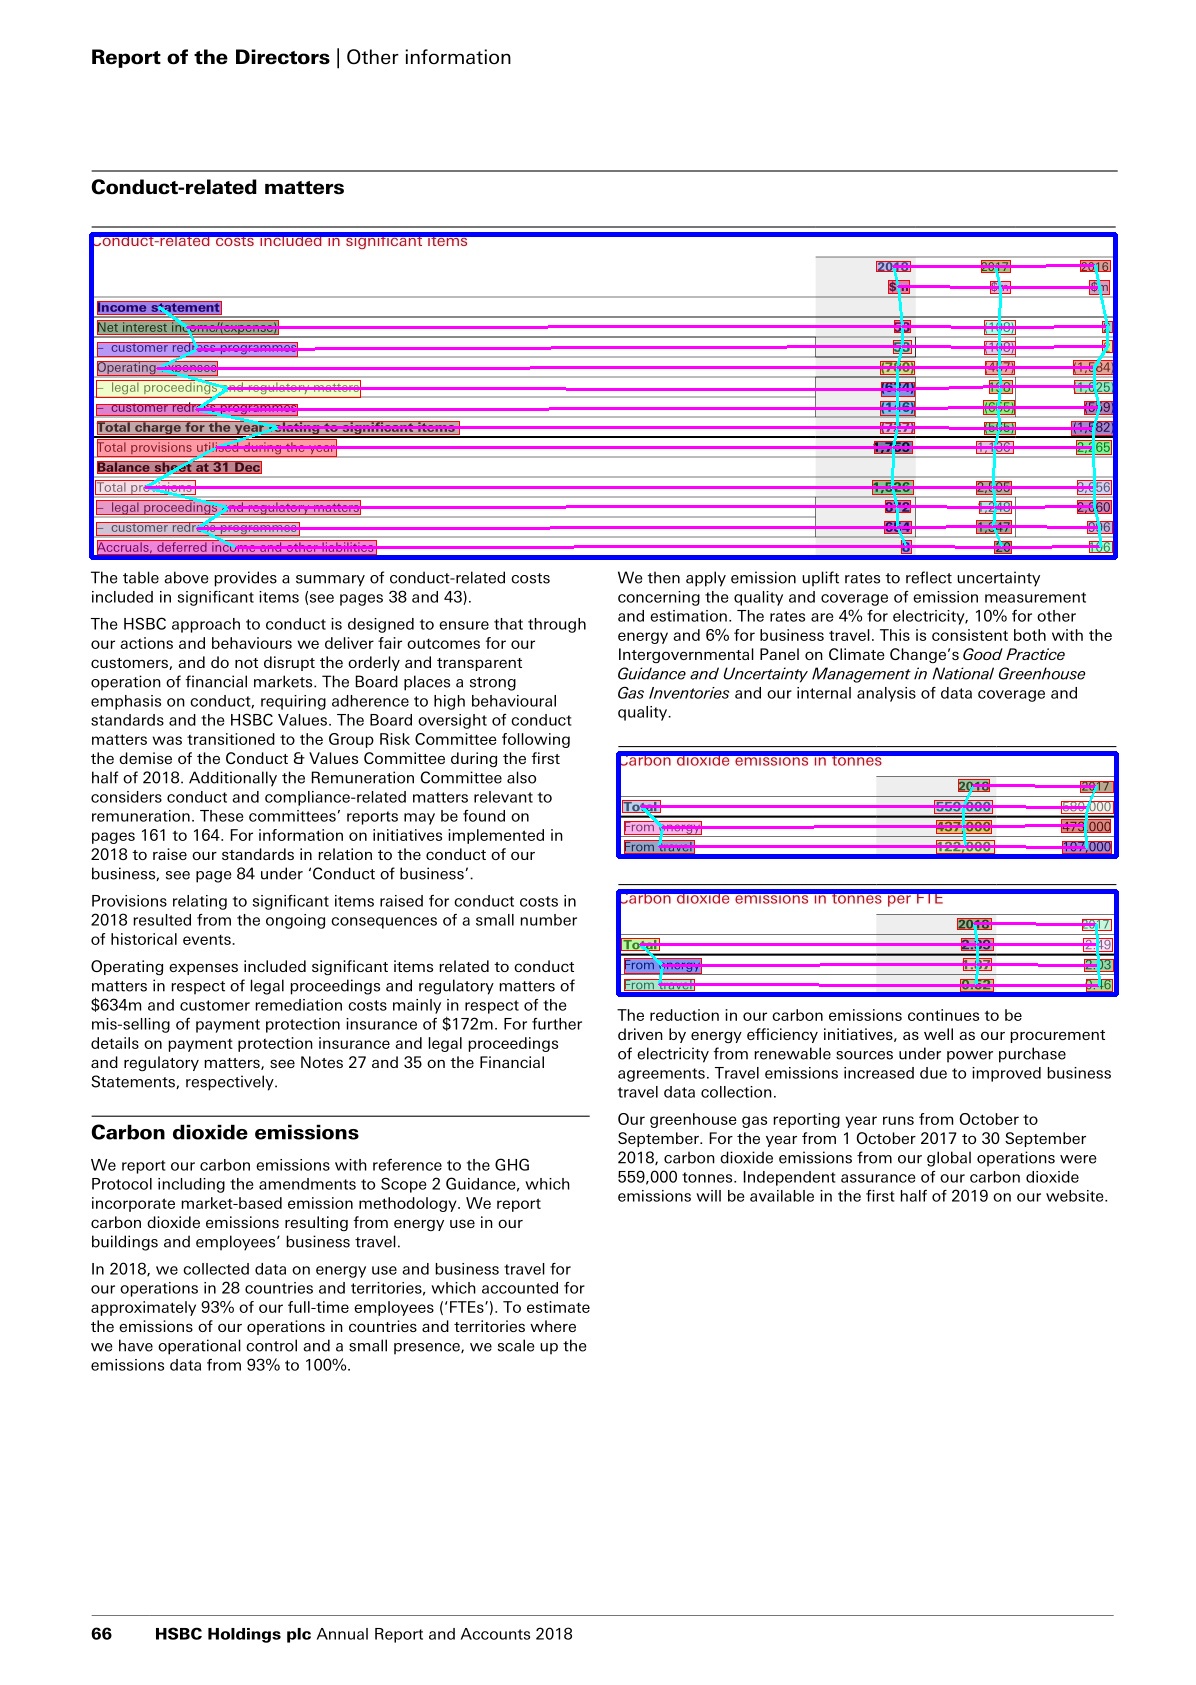 Report of the Directors | Other information
Conduct-related matters
Conduct-related costs included in significant items
2018 2017 2016
$m $m $m
Income statement
Net interest income/(expense) 53 (108) 2
– customer redress programmes 53 (108) 2
Operating expenses (780) (1,584)
– legal proceedings and regulatory matters (634) 198 (1,025)
– customer redress programmes (146) (559)
Total charge for the year relating to significant items (727) (1,582)
Total provisions utilised during the year 2,265
Balance sheet at 31 Dec
Total provisions 1,526 2,595 3,056
– legal proceedings and regulatory matters 1,248 2,060
– customer redress programmes 1,347 996
Accruals, deferred income and other liabilities 20 106
The table above provides a summary of conduct-related costs
included in significant items (see pages 38 and 43).
The HSBC approach to conduct is designed to ensure that through
our actions and behaviours we deliver fair outcomes for our
customers, and do not disrupt the orderly and transparent
operation of financial markets. The Board places a strong
emphasis on conduct, requiring adherence to high behavioural
standards and the HSBC Values. The Board oversight of conduct
matters was transitioned to the Group Risk Committee following
the demise of the Conduct & Values Committee during the first
half of 2018. Additionally the Remuneration Committee also
considers conduct and compliance-related matters relevant to
remuneration. These committees’ reports may be found on
pages 161 to 164. For information on initiatives implemented in
2018 to raise our standards in relation to the conduct of our
business, see page 84 under ‘Conduct of business’.
Provisions relating to significant items raised for conduct costs in
2018 resulted from the ongoing consequences of a small number
of historical events.
Operating expenses included significant items related to conduct
matters in respect of legal proceedings and regulatory matters of
$634m and customer remediation costs mainly in respect of the
mis-selling of payment protection insurance of $172m. For further
details on payment protection insurance and legal proceedings
and regulatory matters, see Notes 27 and 35 on the Financial
Statements, respectively.
Carbon dioxide emissions
We report our carbon emissions with reference to the GHG
Protocol including the amendments to Scope 2 Guidance, which
incorporate market-based emission methodology. We report
carbon dioxide emissions resulting from energy use in our
buildings and employees’ business travel.
In 2018, we collected data on energy use and business travel for
our operations in 28 countries and territories, which accounted for
approximately 93% of our full-time employees (‘FTEs’). To estimate
the emissions of our operations in countries and territories where
we have operational control and a small presence, we scale up the
emissions data from 93% to 100%.
We then apply emission uplift rates to reflect uncertainty
concerning the quality and coverage of emission measurement
and estimation. The rates are 4% for electricity, 10% for other
energy and 6% for business travel. This is consistent both with the
Intergovernmental Panel on Climate Change’s Good Practice
Guidance and Uncertainty Management in National Greenhouse
Gas Inventories and our internal analysis of data coverage and
quality.
Carbon dioxide emissions in tonnes
2018 2017
Total 559,000 580,000
From energy 437,000 473,000
From travel 122,000 107,000
Carbon dioxide emissions in tonnes per FTE
2018 2017
Total 2.39 2.49
From energy 1.87 2.03
From travel 0.52 0.46
The reduction in our carbon emissions continues to be
driven by energy efficiency initiatives, as well as our procurement
of electricity from renewable sources under power purchase
agreements. Travel emissions increased due to improved business
travel data collection.
Our greenhouse gas reporting year runs from October to
September. For the year from 1 October 2017 to 30 September
2018, carbon dioxide emissions from our global operations were
559,000 tonnes. Independent assurance of our carbon dioxide
emissions will be available in the first half of 2019 on our website.
66 HSBC Holdings plc Annual Report and Accounts 2018